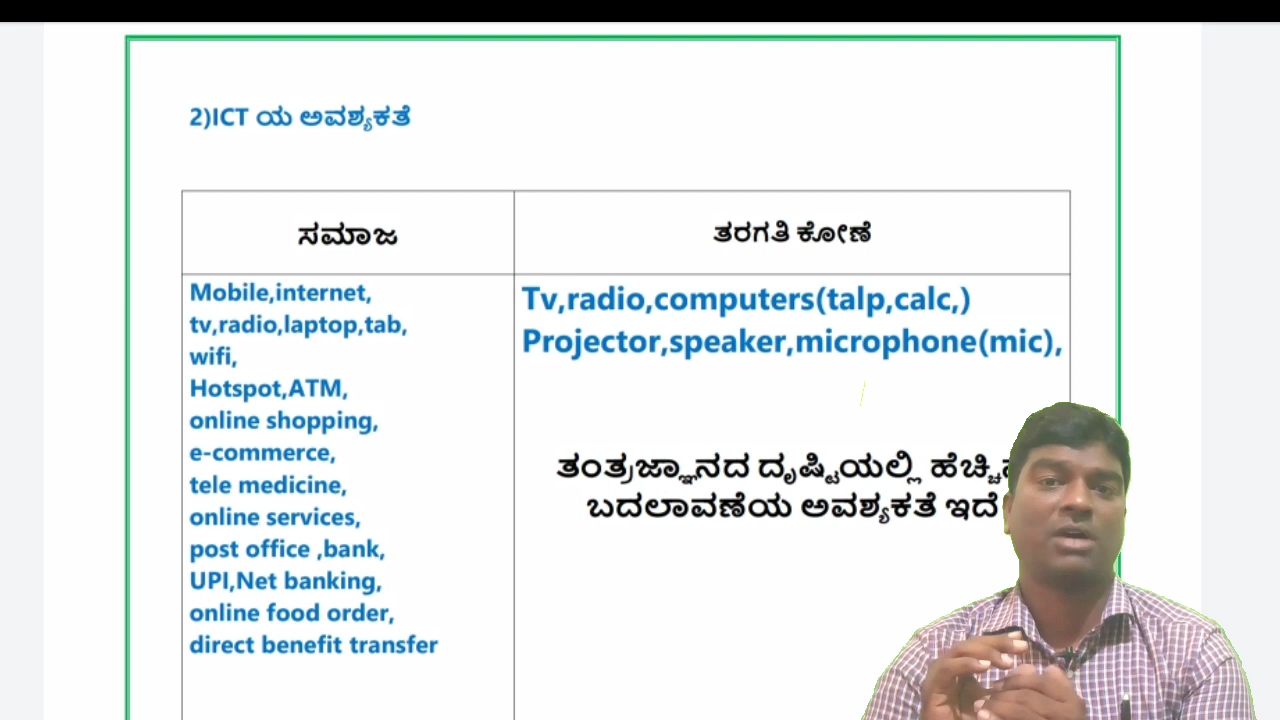 2)ICT ಯ ಅವಶ್ಯಕತೆ
ಸಮಾಜ
ತರಗತಿ ಕೋಣೆ
Mobile,internet,
tv,radio,laptop,tab,
wifi,
Hotspot,ATM,
online shopping,
e-commerce,
tele medicine,
online services,
post office ,bank,
UPI,Net banking,
online food order,
direct benefit transfer
Tv,radio,computers(talp,calc,)
Projector,speaker,microphone(mic),
ತಂತ್ರಜ್ಞಾನದ ದೃಷ್ಟಿಯಲ್ಲಿ
ಬದಲಾವಣೆಯ ಅವಶ್ಯಕತೆ ಇದೆ